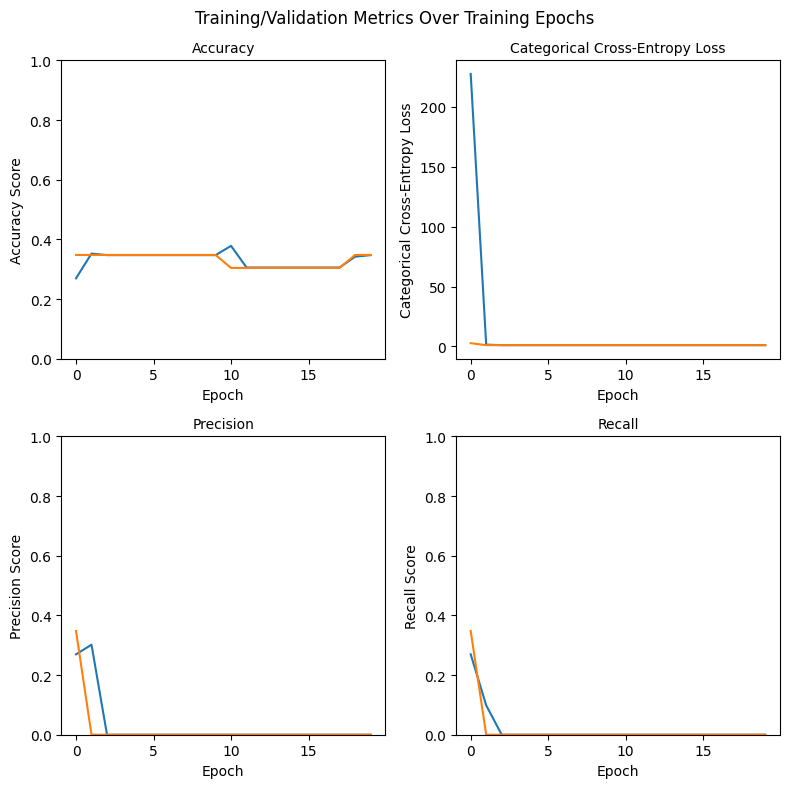 Training/Validation Metrics Over Training Epochs
Accuracy
Categorical Cross-Entropy Loss
1.0
0.8
0.6
0.4
0.2
0.0
Accuracy Score
0 5 10 15
Epoch
200
150
100
50
0
Categorical Cross-Entropy Loss
0 5 10 15
Epoch
Precision
Recall
1.0
0.8
0.6
0.4
0.2
0.0
Precision Score
0 5 10 15
Epoch
1.0
0.8
0.6
0.4
0.2
0.0
Recall Score
0 5 10 15
Epoch